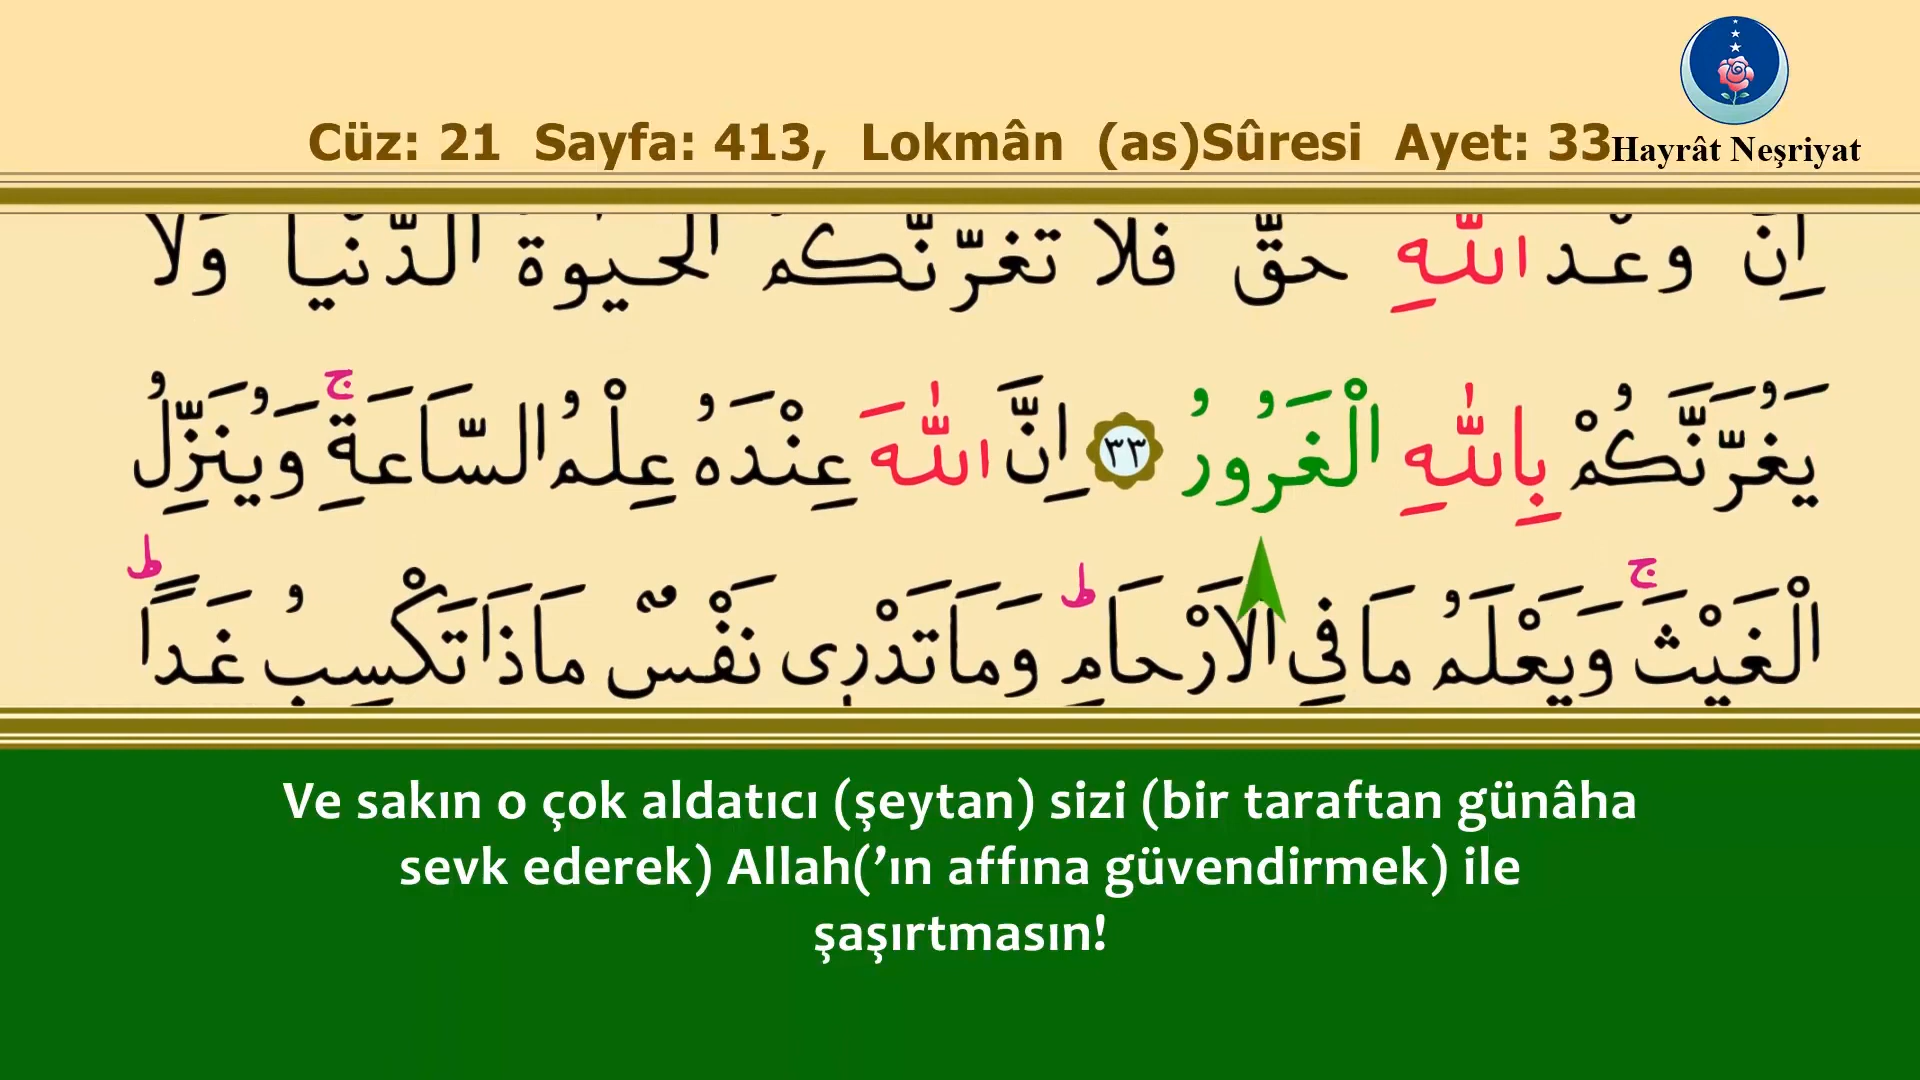 Cüz: 21 Sayfa: 413, Lokmân (as)Sûresi Ayet: 33
Hayrât Neşriyat
اِنَّ وَعْدَ اللّٰهِ حَقٌّ فَلَا تَغُرَّنَّكُمُ الْحَيٰوةُ الدُّنْيَا وَلَا
يَغُرَّنَّكُمْ بِاللّٰهِ الْغَرُورُ ﴿٣٣﴾ اِنَّ اللّٰهَ عِنْدَهُ عِلْمُ السَّاعَةِۚ وَيُنَزِّلُ
الْغَيْثَۚ وَيَعْلَمُ مَا فِي الْاَرْحَامِۜ وَمَا تَدْرٖى نَفْسٌ مَاذَا تَكْسِبُ غَدًاۜ
Ve sakın o çok aldatıcı (şeytan) sizi (bir taraftan günâha
sevk ederek) Allah(’ın affına güvendirmek) ile
şaşırtmasın!